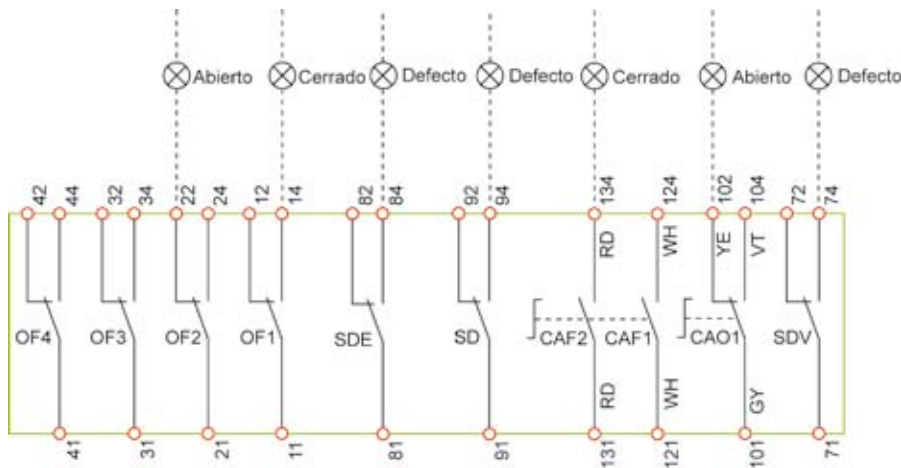 Abierto Cerrado Defecto Defecto Cerrado Abierto Defecto
42 44 32 34 22 24 12 14 82 84 92 94 134 124 102 104 72 74
RD WH YE VT
OF4 OF3 OF2 OF1 SDE SD CAF2 CAF1 CAO1 SDV
RD WH GY
41 31 21 11 81 91 131 121 101 71